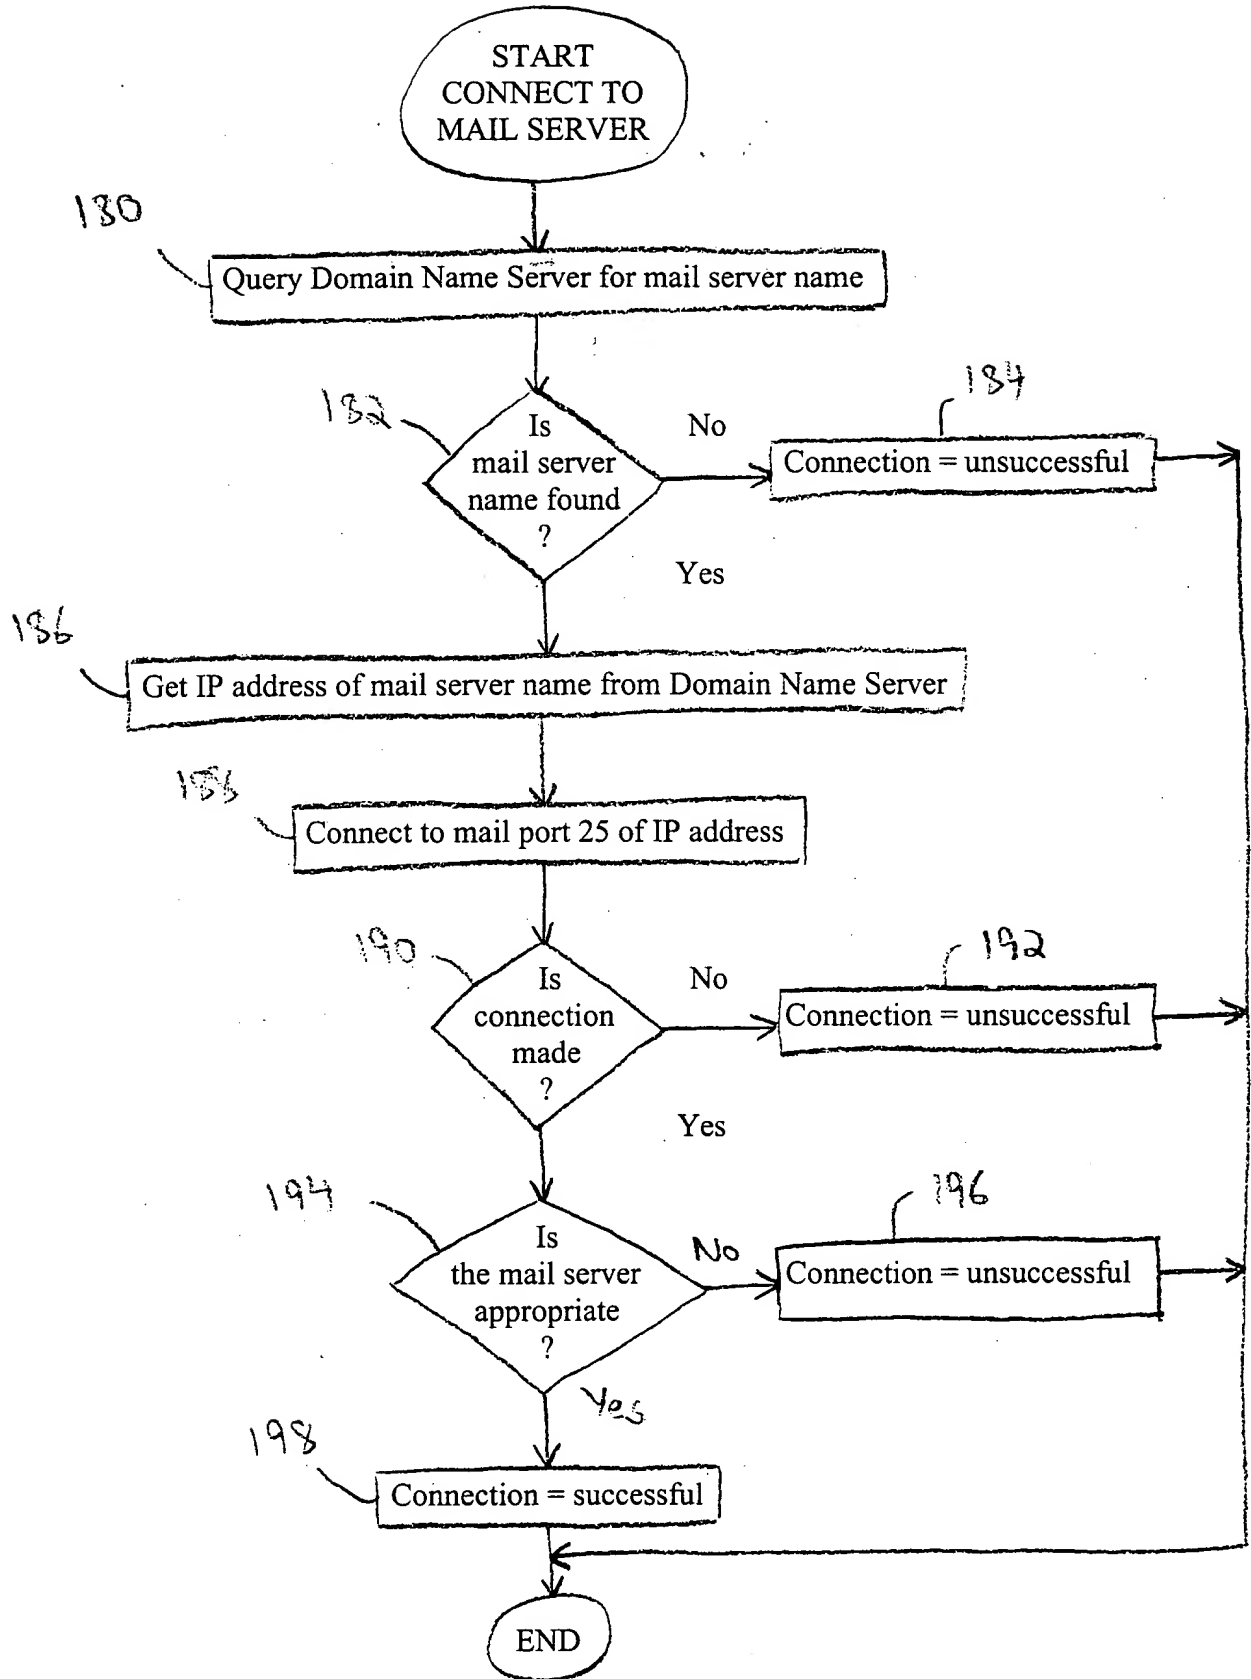 START
CONNECT TO
MAIL SERVER
180
Query Domain Name Server for mail server name
182
Is
mail server
name found
?
No
184
Connection = unsuccessful
Yes
186
Get IP address of mail server name from Domain Name Server
188
Connect to mail port 25 of IP address
190
Is
connection
made
?
No
192
Connection = unsuccessful
Yes
194
Is
the mail server
appropriate
?
No
196
Connection = unsuccessful
Yes
198
Connection = successful
END